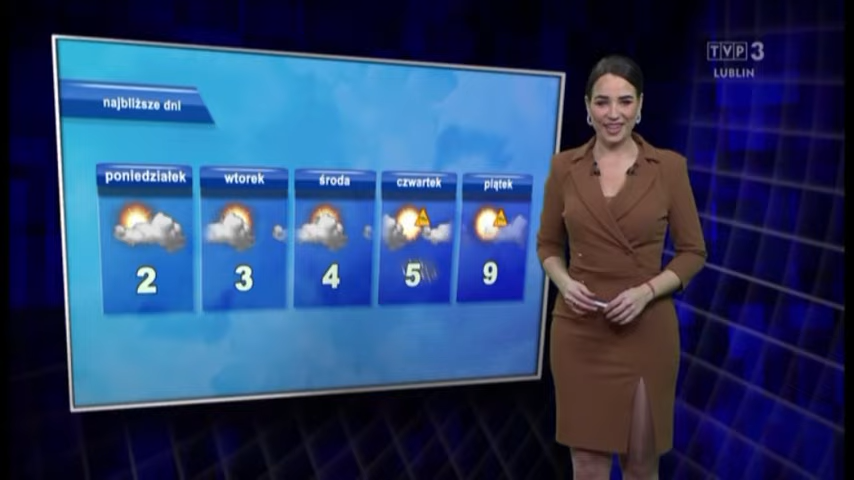 TVP3
LUBLIN
najbliższe dni
poniedziałek wtorek środa czwartek piątek
2 3 4 5 9